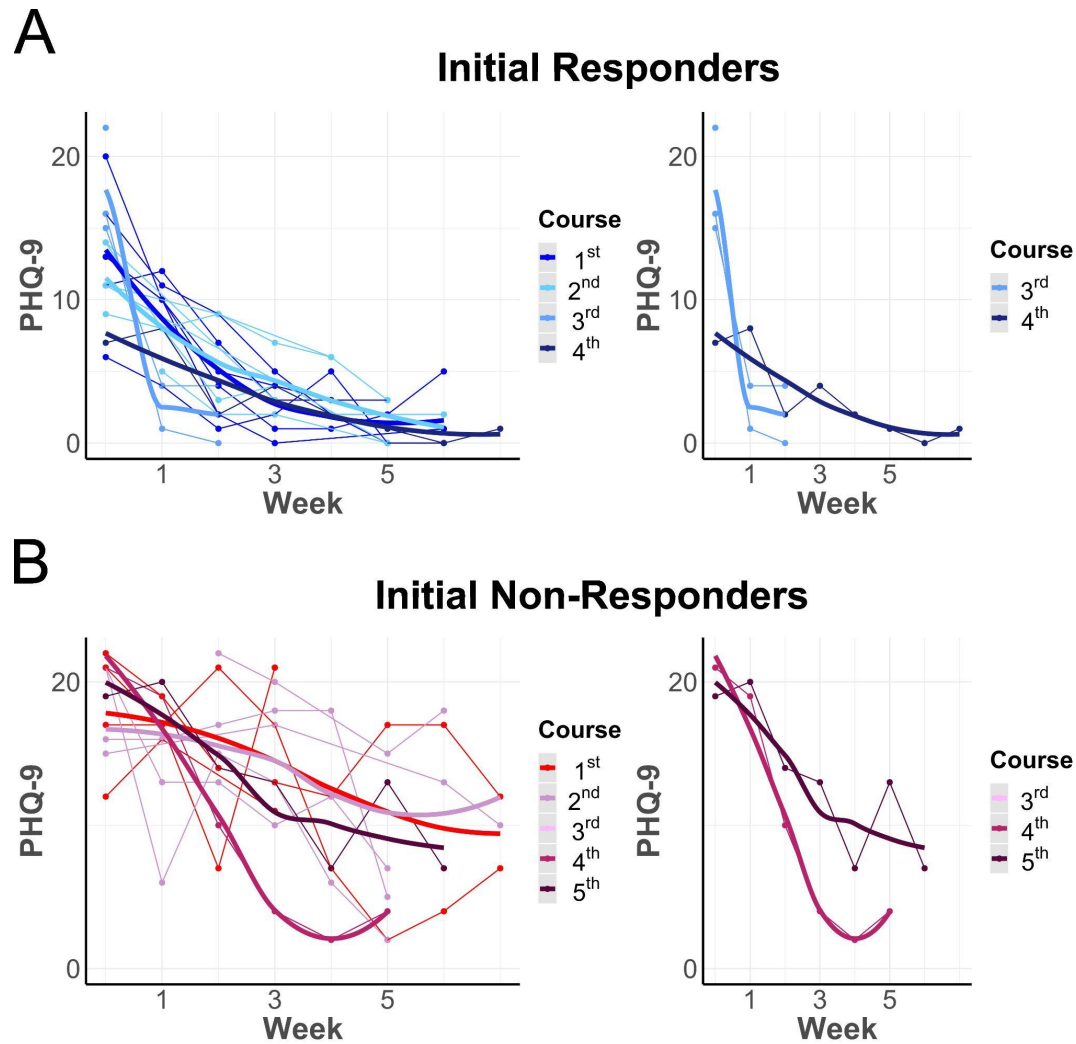 A
Initial Responders
PHQ-9
20
10
0
1
3
5
Week
Course
1st
2nd
3rd
4th
PHQ-9
20
10
0
1
3
5
Week
Course
3rd
4th
B
Initial Non-Responders
PHQ-9
20
0
1
3
5
Week
Course
1st
2nd
3rd
4th
5th
PHQ-9
20
0
1
3
5
Week
Course
3rd
4th
5th